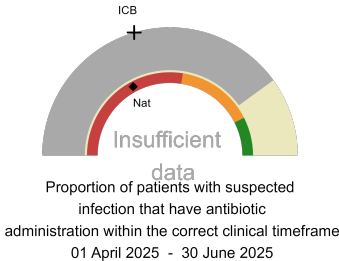 ICB
Nat
Insufficient
data
Proportion of patients with suspected
infection that have antibiotic
administration within the correct clinical timeframe
01 April 2025 - 30 June 2025